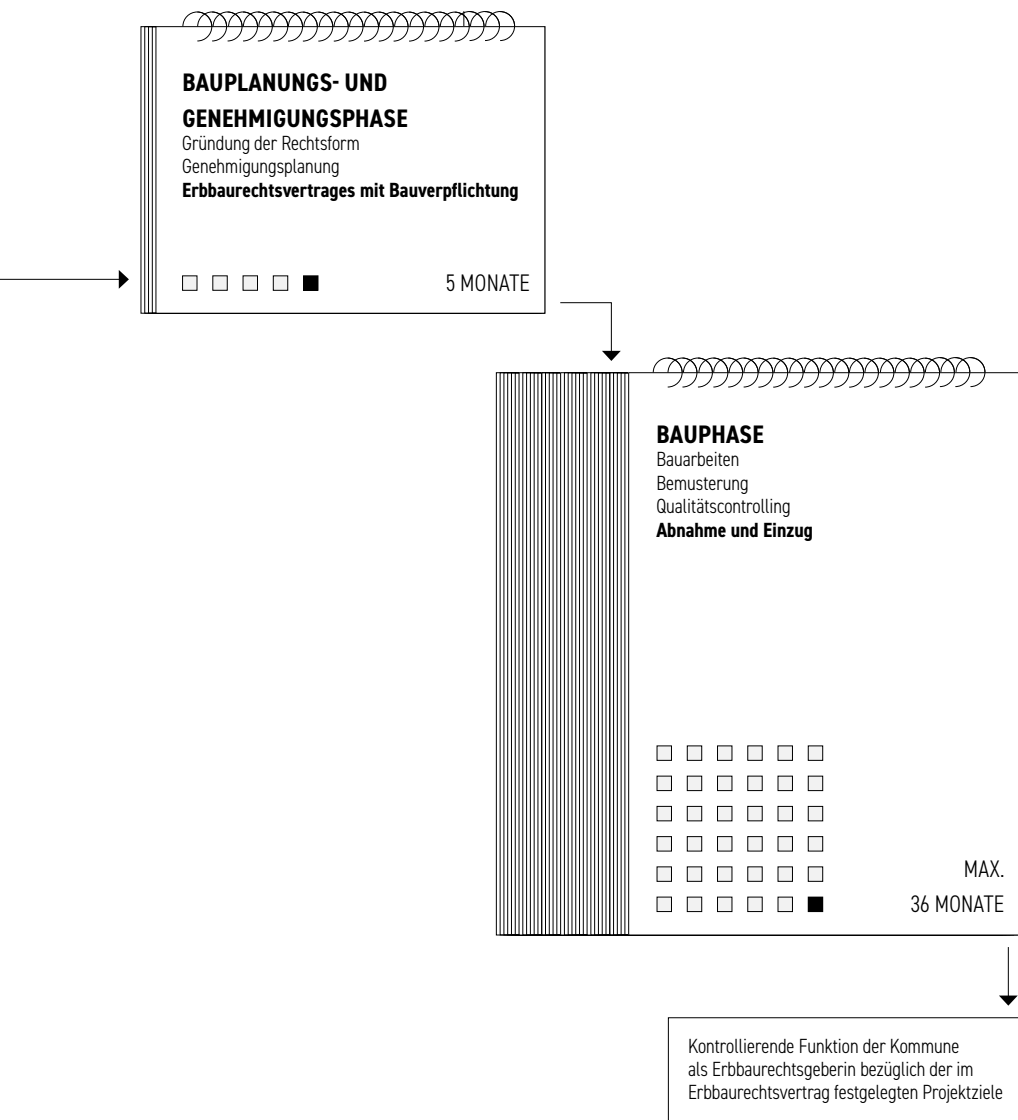 BAUPLANUNGS- UND
GENEHMIGUNGSPHASE
Gründung der Rechtsform
Genehmigungsplanung
Erbbaurechtsvertrages mit Bauverpflichtung
5 MONATE
BAUPHASE
Bauarbeiten
Bemusterung
Qualitätscontrolling
Abnahme und Einzug
MAX.
36 MONATE
Kontrollierende Funktion der Kommune
als Erbbaurechtsgeberin bezüglich der im
Erbbaurechtsvertrag festgelegten Projektziele